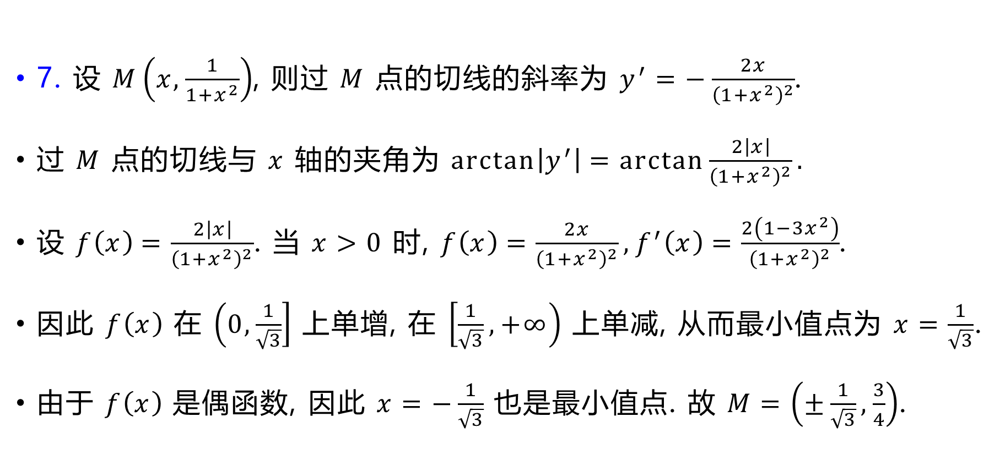 • 7. 设 $M\left(x,\frac{1}{1+x^2}\right)$, 则过 $M$ 点的切线的斜率为 $y'=-\frac{2x}{(1+x^2)^2}$.
• 过 $M$ 点的切线与 $x$ 轴的夹角为 $\arctan|y'|=\arctan\frac{2|x|}{(1+x^2)^2}$.
• 设 $f(x)=\frac{2|x|}{(1+x^2)^2}$. 当 $x>0$ 时, $f(x)=\frac{2x}{(1+x^2)^2},f'(x)=\frac{2(1-3x^2)}{(1+x^2)^2}$.
• 因此 $f(x)$ 在 $\left(0,\frac{1}{\sqrt{3}}\right]$ 上单增, 在 $\left[\frac{1}{\sqrt{3}},+\infty\right)$ 上单减, 从而最小值点为 $x=\frac{1}{\sqrt{3}}$.
• 由于 $f(x)$ 是偶函数, 因此 $x=-\frac{1}{\sqrt{3}}$ 也是最小值点. 故 $M=\left(\pm\frac{1}{\sqrt{3}},\frac{3}{4}\right)$.